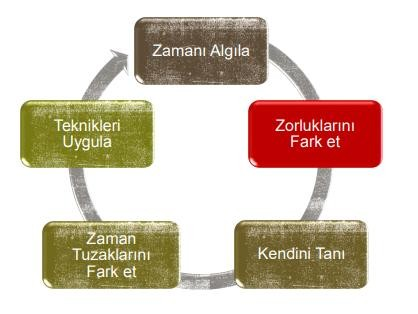 Zamanı Algıla
Zorluklarını
Fark et
Kendini Tanı
Zaman
Tuzaklarını
Fark et
Teknikleri
Uygula